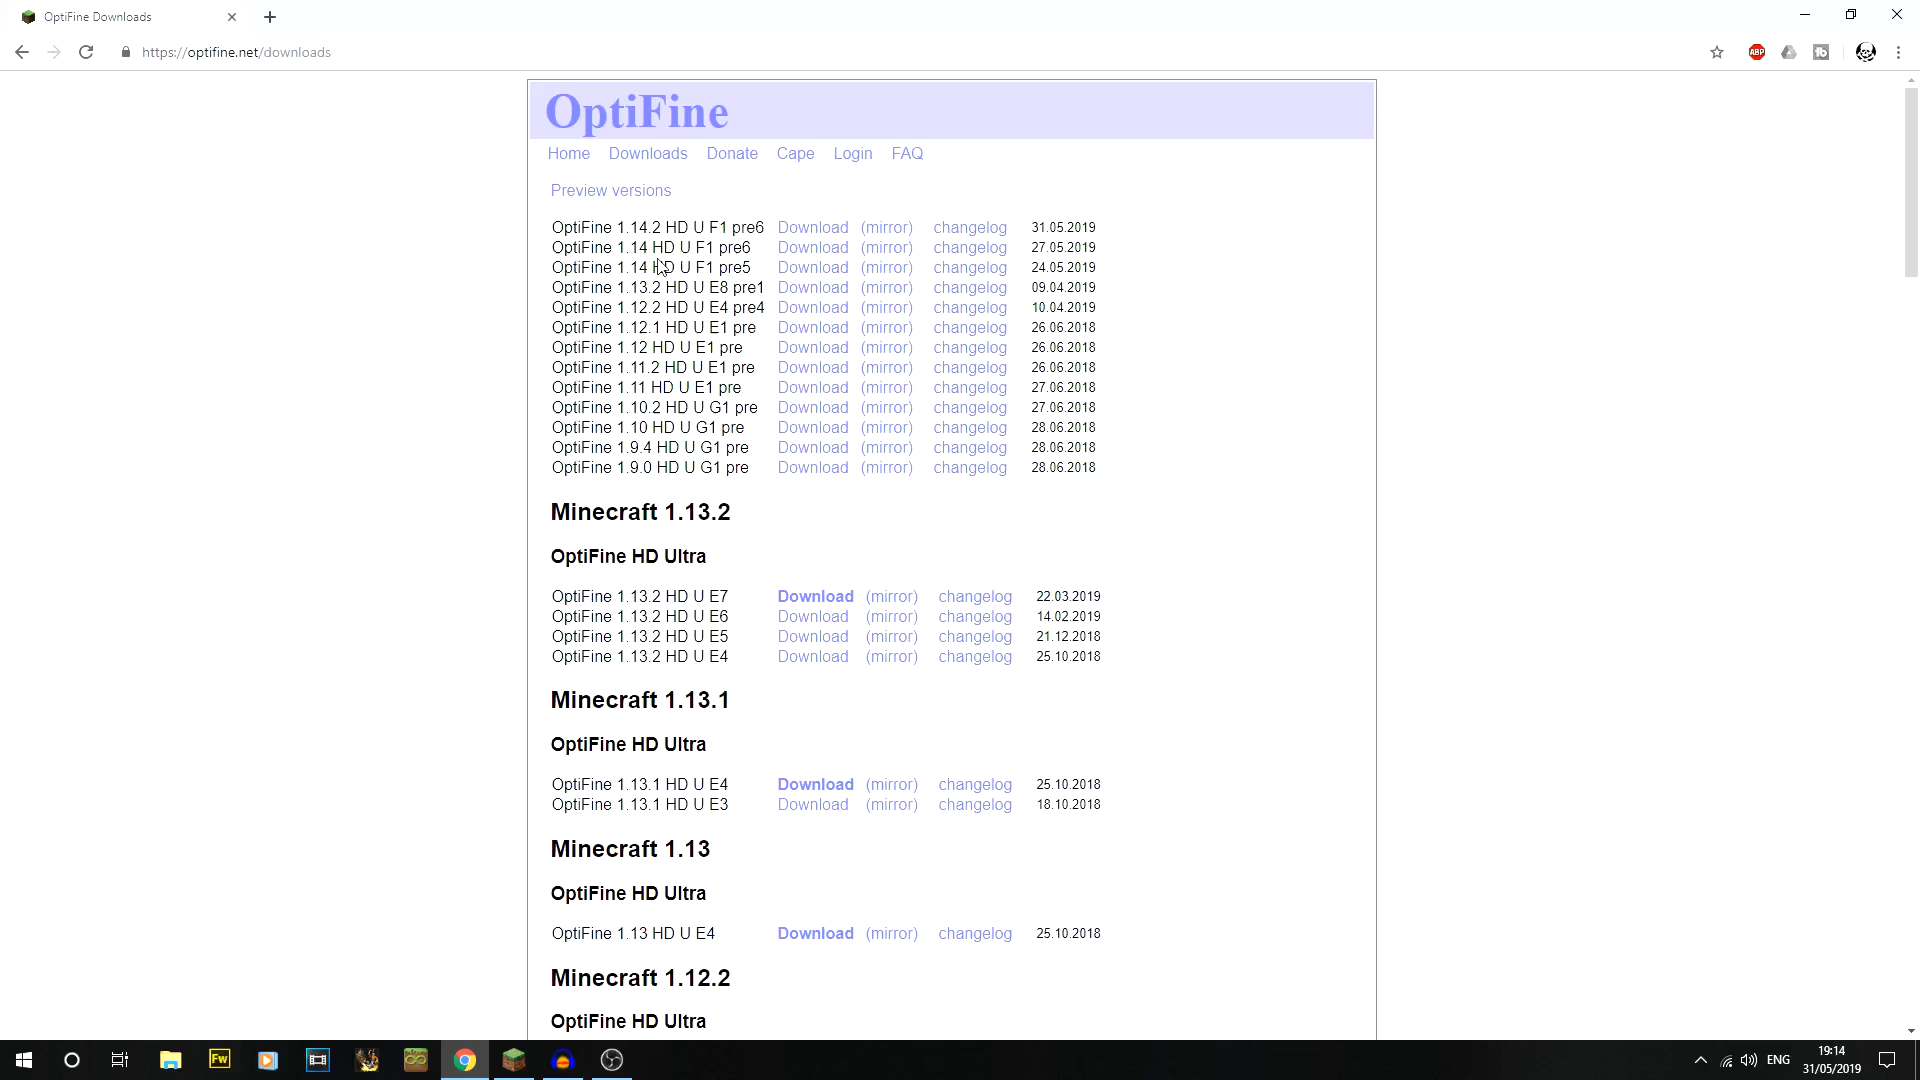 OptiFine Downloads
https://optifine.net/downloads
ABP
OptiFine
Home Downloads Donate Cape Login FAQ
Preview versions
OptiFine 1.14.2 HD U F1 pre6 Download (mirror) changelog 31.05.2019
OptiFine 1.14 HD U F1 pre6 Download (mirror) changelog 27.05.2019
OptiFine 1.14 HD U F1 pre5 Download (mirror) changelog 24.05.2019
OptiFine 1.13.2 HD U E8 pre1 Download (mirror) changelog 09.04.2019
OptiFine 1.12.2 HD U E4 pre4 Download (mirror) changelog 10.04.2019
OptiFine 1.12.1 HD U E1 pre Download (mirror) changelog 26.06.2018
OptiFine 1.12 HD U E1 pre Download (mirror) changelog 26.06.2018
OptiFine 1.11.2 HD U E1 pre Download (mirror) changelog 26.06.2018
OptiFine 1.11 HD U E1 pre Download (mirror) changelog 27.06.2018
OptiFine 1.10.2 HD U G1 pre Download (mirror) changelog 27.06.2018
OptiFine 1.10 HD U G1 pre Download (mirror) changelog 28.06.2018
OptiFine 1.9.4 HD U G1 pre Download (mirror) changelog 28.06.2018
OptiFine 1.9.0 HD U G1 pre Download (mirror) changelog 28.06.2018
Minecraft 1.13.2
OptiFine HD Ultra
OptiFine 1.13.2 HD U E7 Download (mirror) changelog 22.03.2019
OptiFine 1.13.2 HD U E6 Download (mirror) changelog 14.02.2019
OptiFine 1.13.2 HD U E5 Download (mirror) changelog 21.12.2018
OptiFine 1.13.2 HD U E4 Download (mirror) changelog 25.10.2018
Minecraft 1.13.1
OptiFine HD Ultra
OptiFine 1.13.1 HD U E4 Download (mirror) changelog 25.10.2018
OptiFine 1.13.1 HD U E3 Download (mirror) changelog 18.10.2018
Minecraft 1.13
OptiFine HD Ultra
OptiFine 1.13 HD U E4 Download (mirror) changelog 25.10.2018
Minecraft 1.12.2
OptiFine HD Ultra
Fw
ENG
19:14
31/05/2019